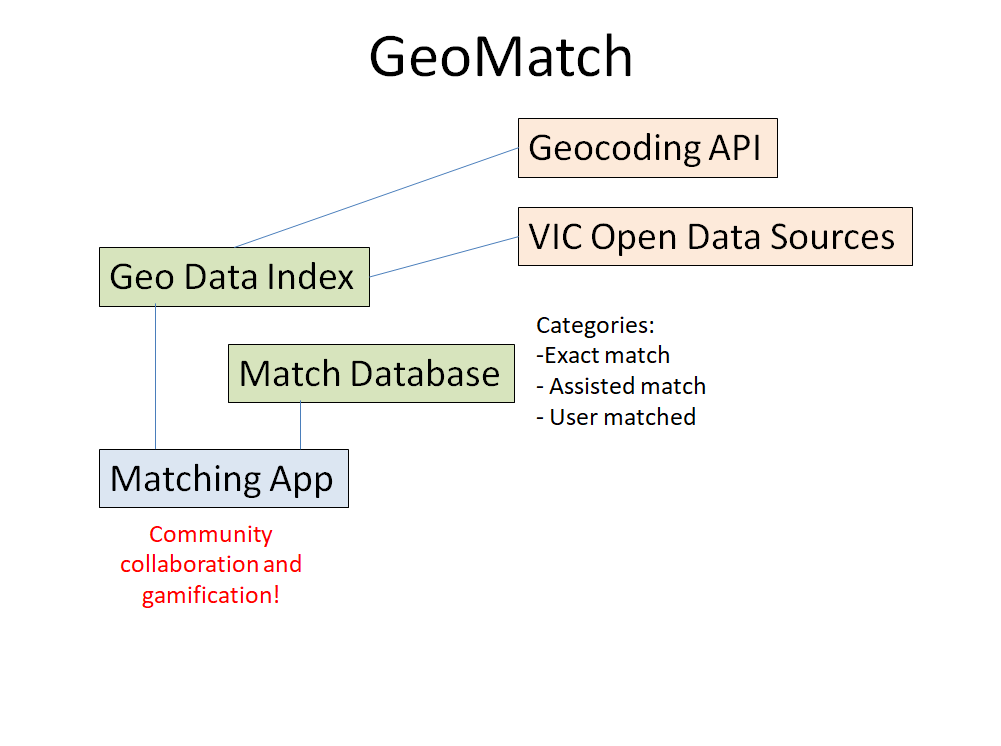 GeoMatch
Geocoding API
VIC Open Data Sources
Geo Data Index
Match Database
Categories:
-Exact match
- Assisted match
- User matched
Matching App
Community
collaboration and
gamification!